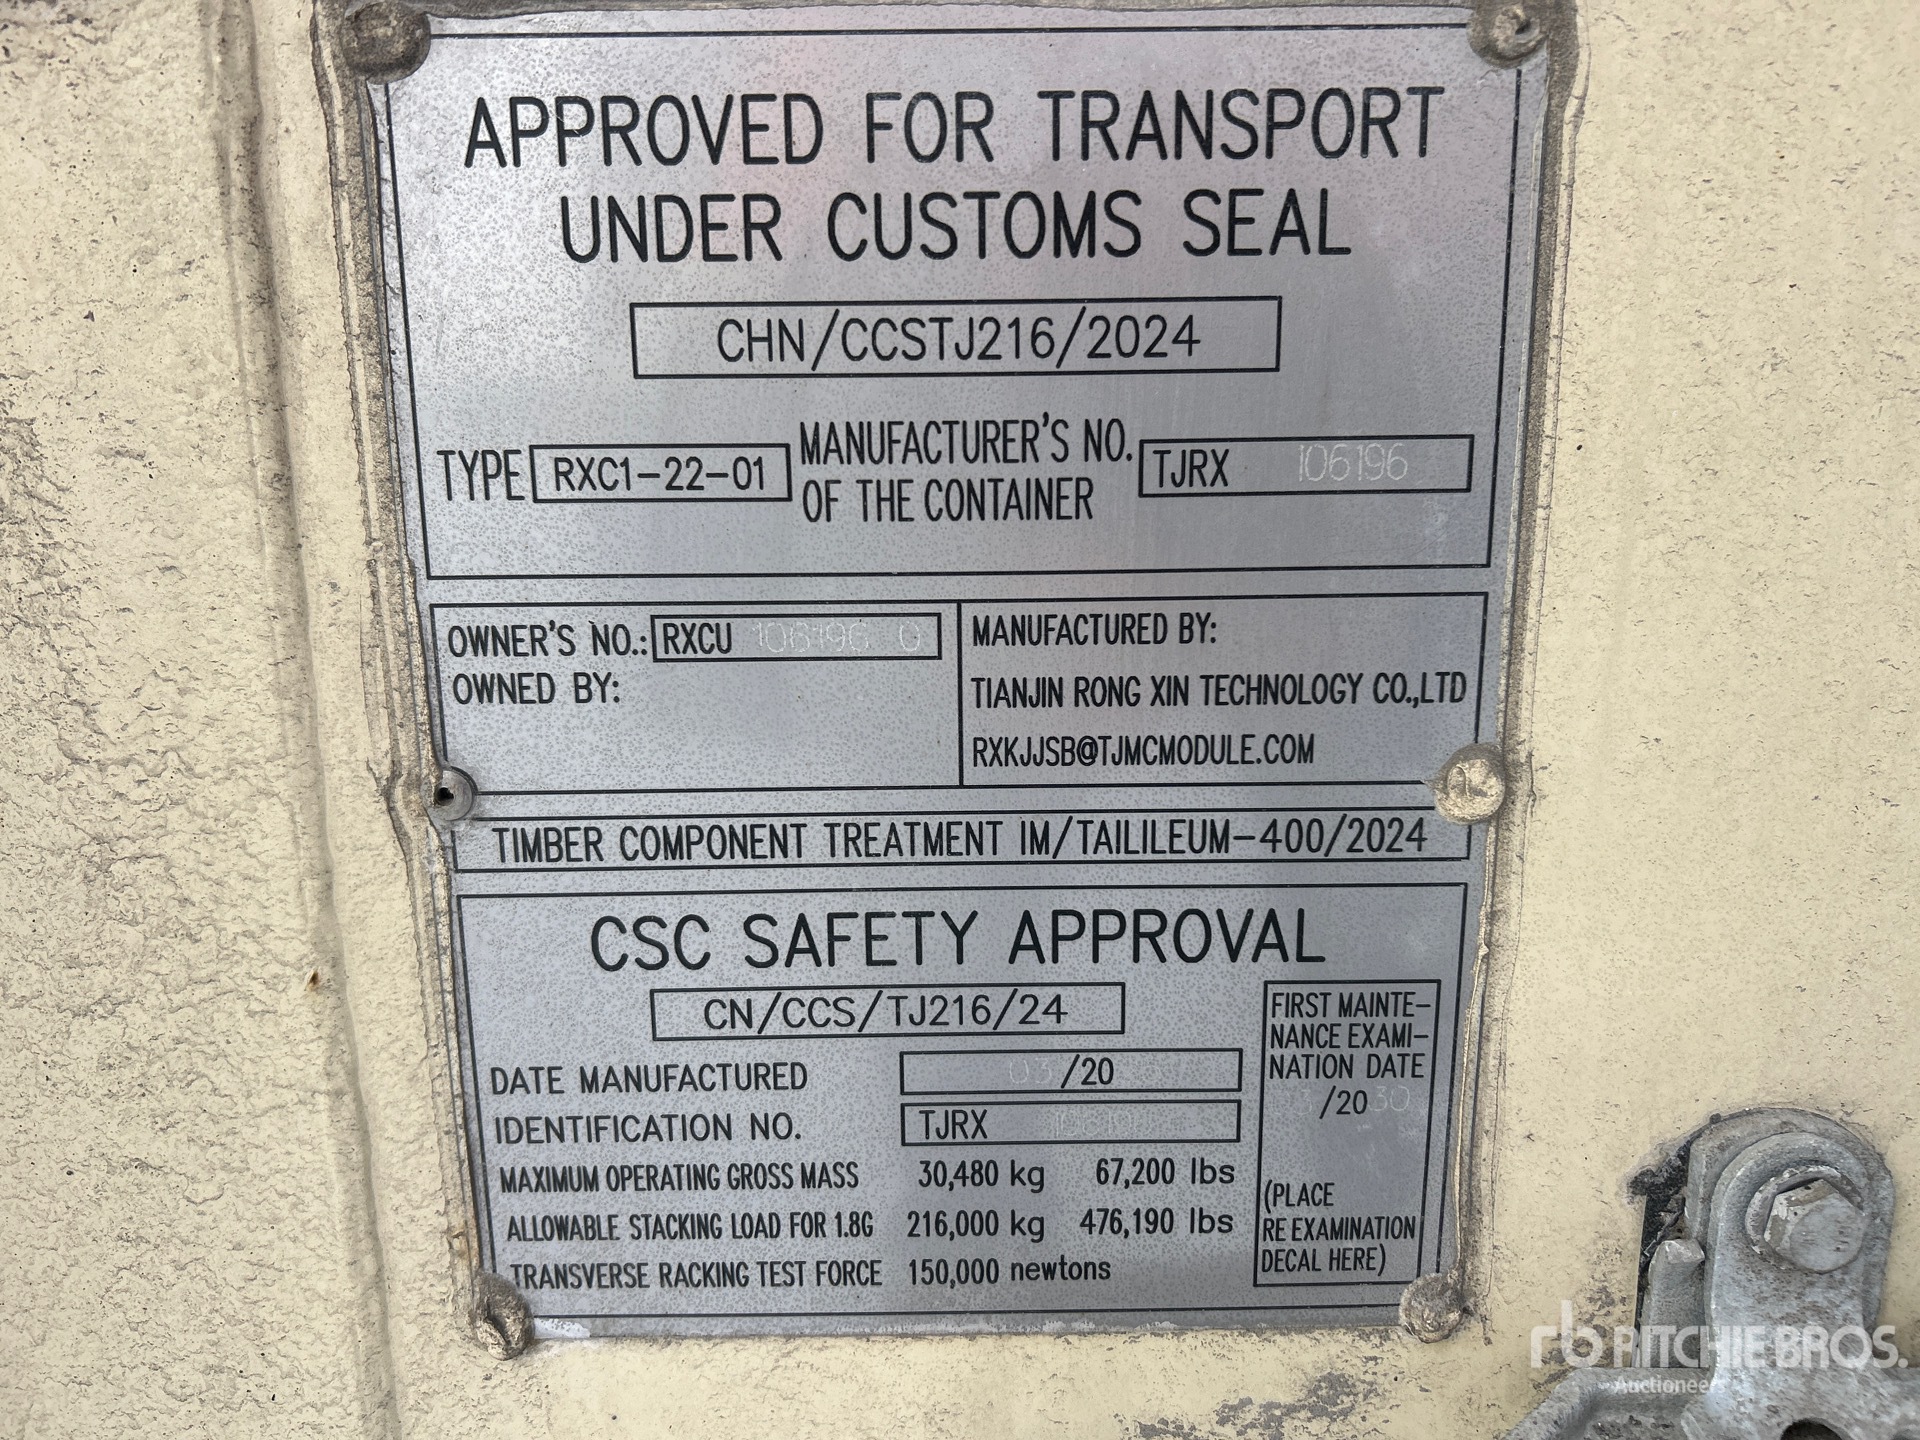 APPROVED FOR TRANSPORT
UNDER CUSTOMS SEAL
CHN/CCSTJ216/2024
TYPE RXC1-22-01
MANUFACTURER'S NO.
OF THE CONTAINER
TJRX 106196
OWNER'S NO.: RXCU 106196 0
OWNED BY:
MANUFACTURED BY:
TIANJIN RONG XIN TECHNOLOGY CO.,LTD
RXKJJSB@TJMCMODULE.COM
TIMBER COMPONENT TREATMENT IM/TAILILEUM-400/2024
CSC SAFETY APPROVAL
CN/CCS/TJ216/24
DATE MANUFACTURED 03/20
IDENTIFICATION NO. TJRX
MAXIMUM OPERATING GROSS MASS 30,480 kg 67,200 lbs
ALLOWABLE STACKING LOAD FOR 1.8G 216,000 kg 476,190 lbs
TRANSVERSE RACKING TEST FORCE 150,000 newtons
FIRST MAINTE-
NANCE EXAMI-
NATION DATE
/2030
(PLACE
RE EXAMINATION
DECAL HERE)
rb RITCHIE BROS.
Auctioneers